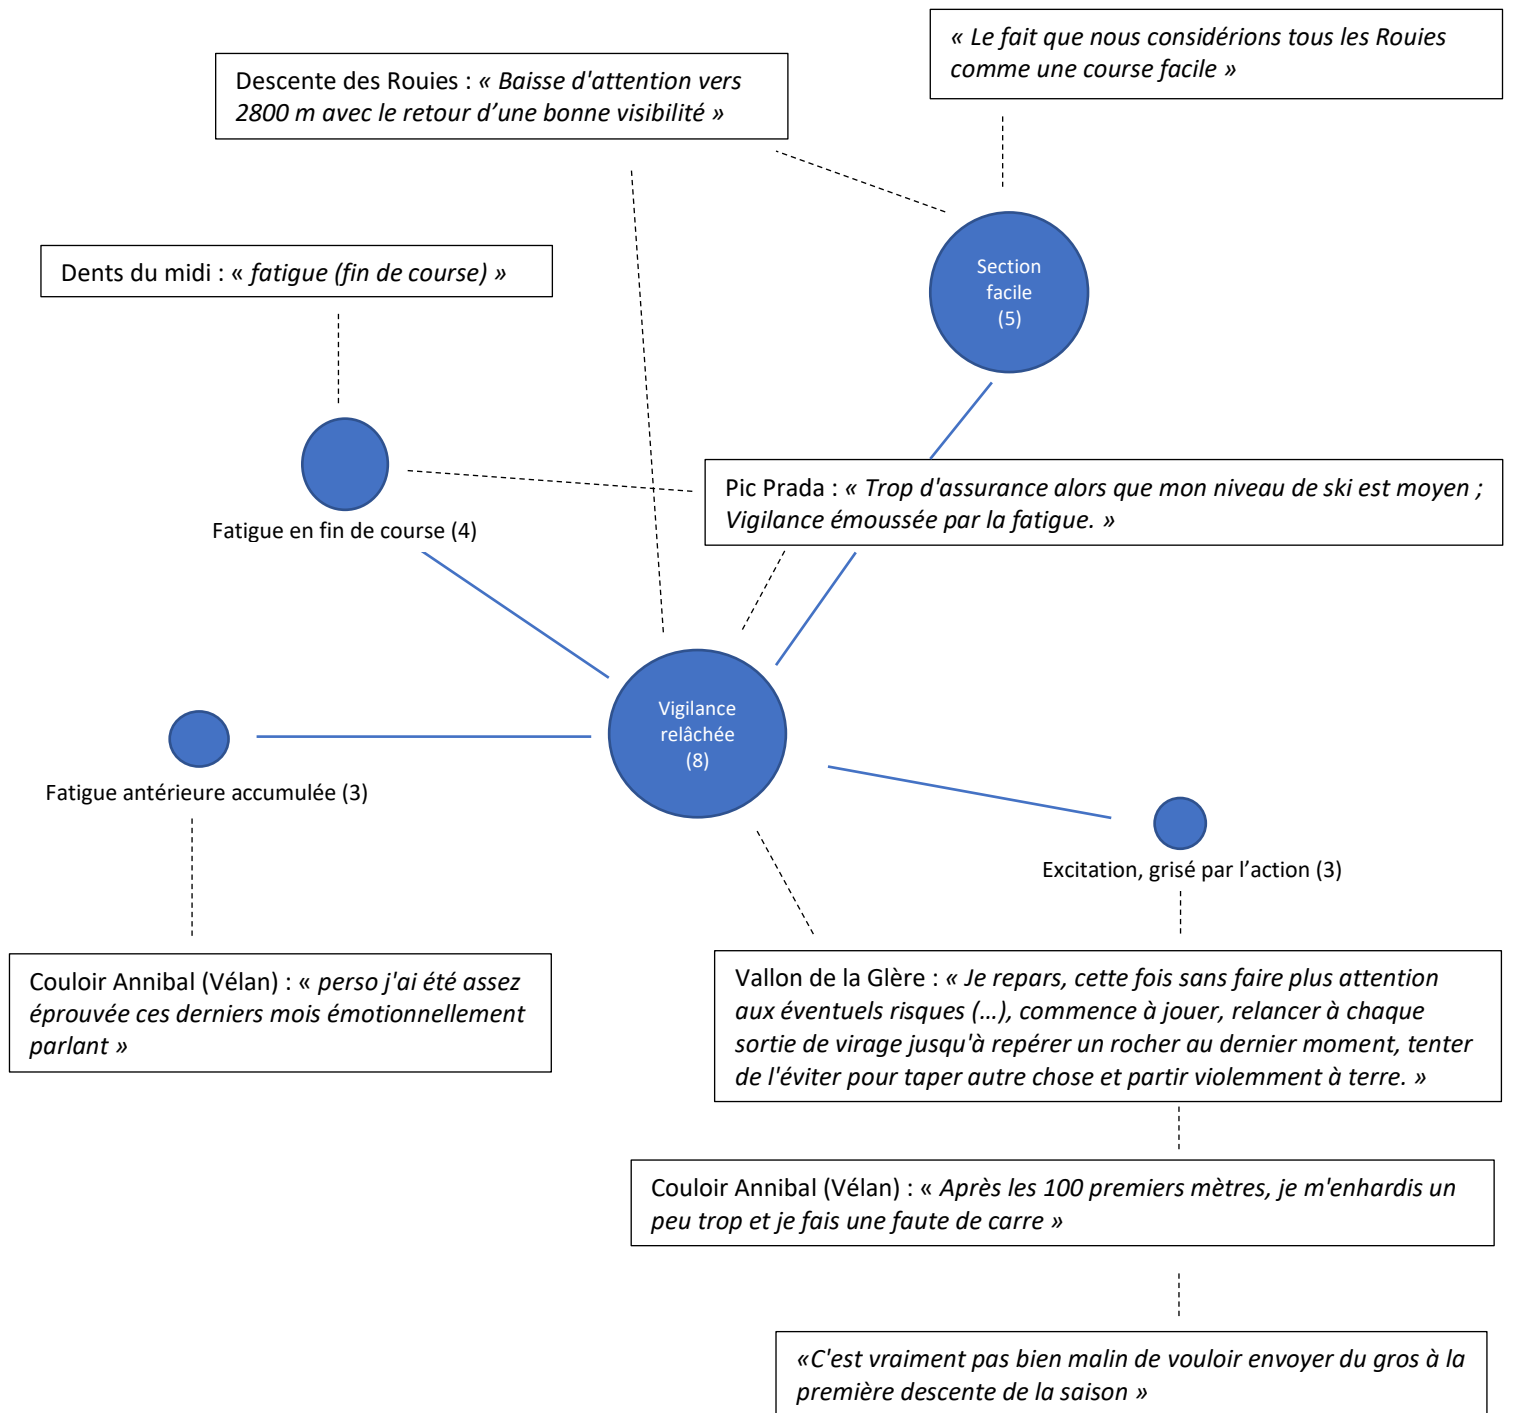 « Le fait que nous considérions tous les Rouies
comme une course facile »
Descente des Rouies : « Baisse d'attention vers
2800 m avec le retour d’une bonne visibilité »
Dents du midi : « fatigue (fin de course) »
Section
facile
(5)
Pic Prada : « Trop d'assurance alors que mon niveau de ski est moyen ;
Vigilance émoussée par la fatigue. »
Fatigue en fin de course (4)
Vigilance
relâchée
(8)
Fatigue antérieure accumulée (3)
Excitation, grisé par l’action (3)
Couloir Annibal (Vélan) : « perso j'ai été assez
éprouvée ces derniers mois émotionnellement
parlant »
Vallon de la Glère : « Je repars, cette fois sans faire plus attention
aux éventuels risques (…), commence à jouer, relancer à chaque
sortie de virage jusqu'à repérer un rocher au dernier moment, tenter
de l'éviter pour taper autre chose et partir violemment à terre. »
Couloir Annibal (Vélan) : « Après les 100 premiers mètres, je m'enhardis un
peu trop et je fais une faute de carre »
«C'est vraiment pas bien malin de vouloir envoyer du gros à la
première descente de la saison »